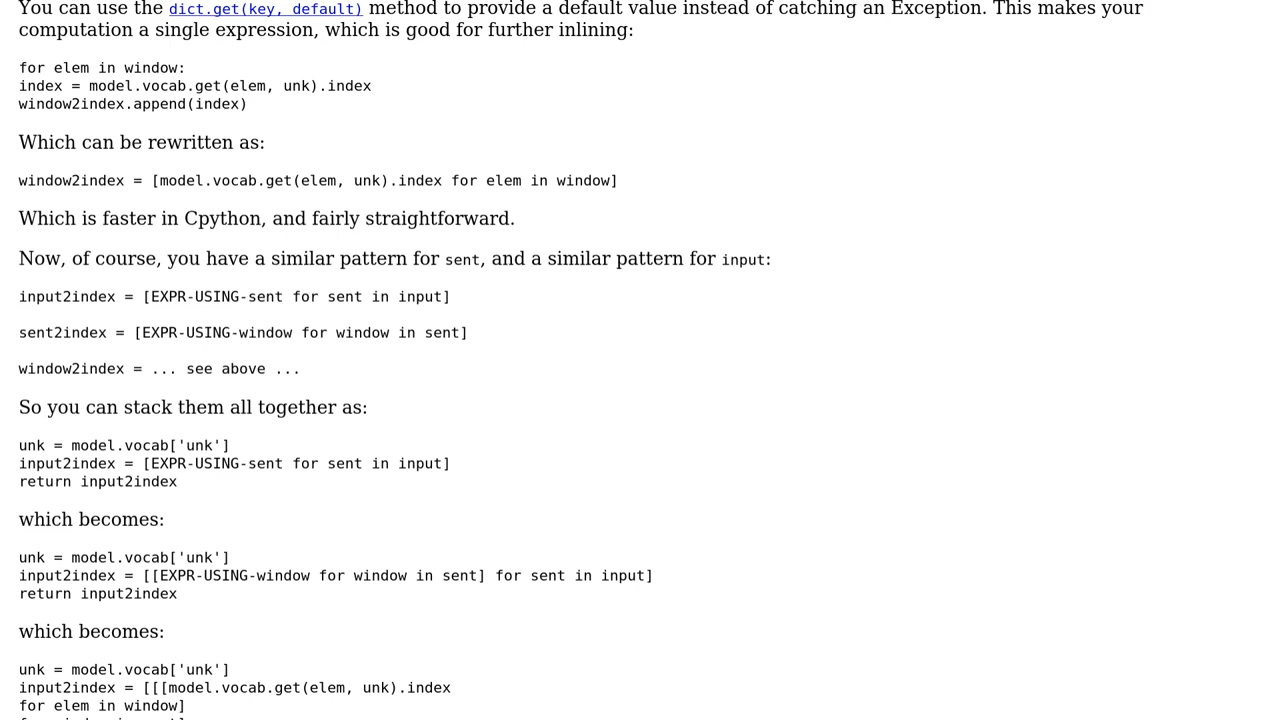 You can use the dict.get(key, default) method to provide a default value instead of catching an Exception. This makes your
computation a single expression, which is good for further inlining:
for elem in window:
index = model.vocab.get(elem, unk).index
window2index.append(index)
Which can be rewritten as:
window2index = [model.vocab.get(elem, unk).index for elem in window]
Which is faster in Cpython, and fairly straightforward.
Now, of course, you have a similar pattern for sent, and a similar pattern for input:
input2index = [EXPR-USING-sent for sent in input]
sent2index = [EXPR-USING-window for window in sent]
window2index = ... see above ...
So you can stack them all together as:
unk = model.vocab['unk']
input2index = [EXPR-USING-sent for sent in input]
return input2index
which becomes:
unk = model.vocab['unk']
input2index = [[EXPR-USING-window for window in sent] for sent in input]
return input2index
which becomes:
unk = model.vocab['unk']
input2index = [[[model.vocab.get(elem, unk).index
for elem in window]